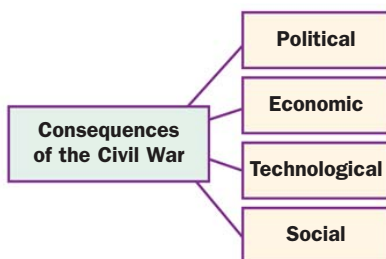 Consequences
of the Civil War
Political
Economic
Technological
Social